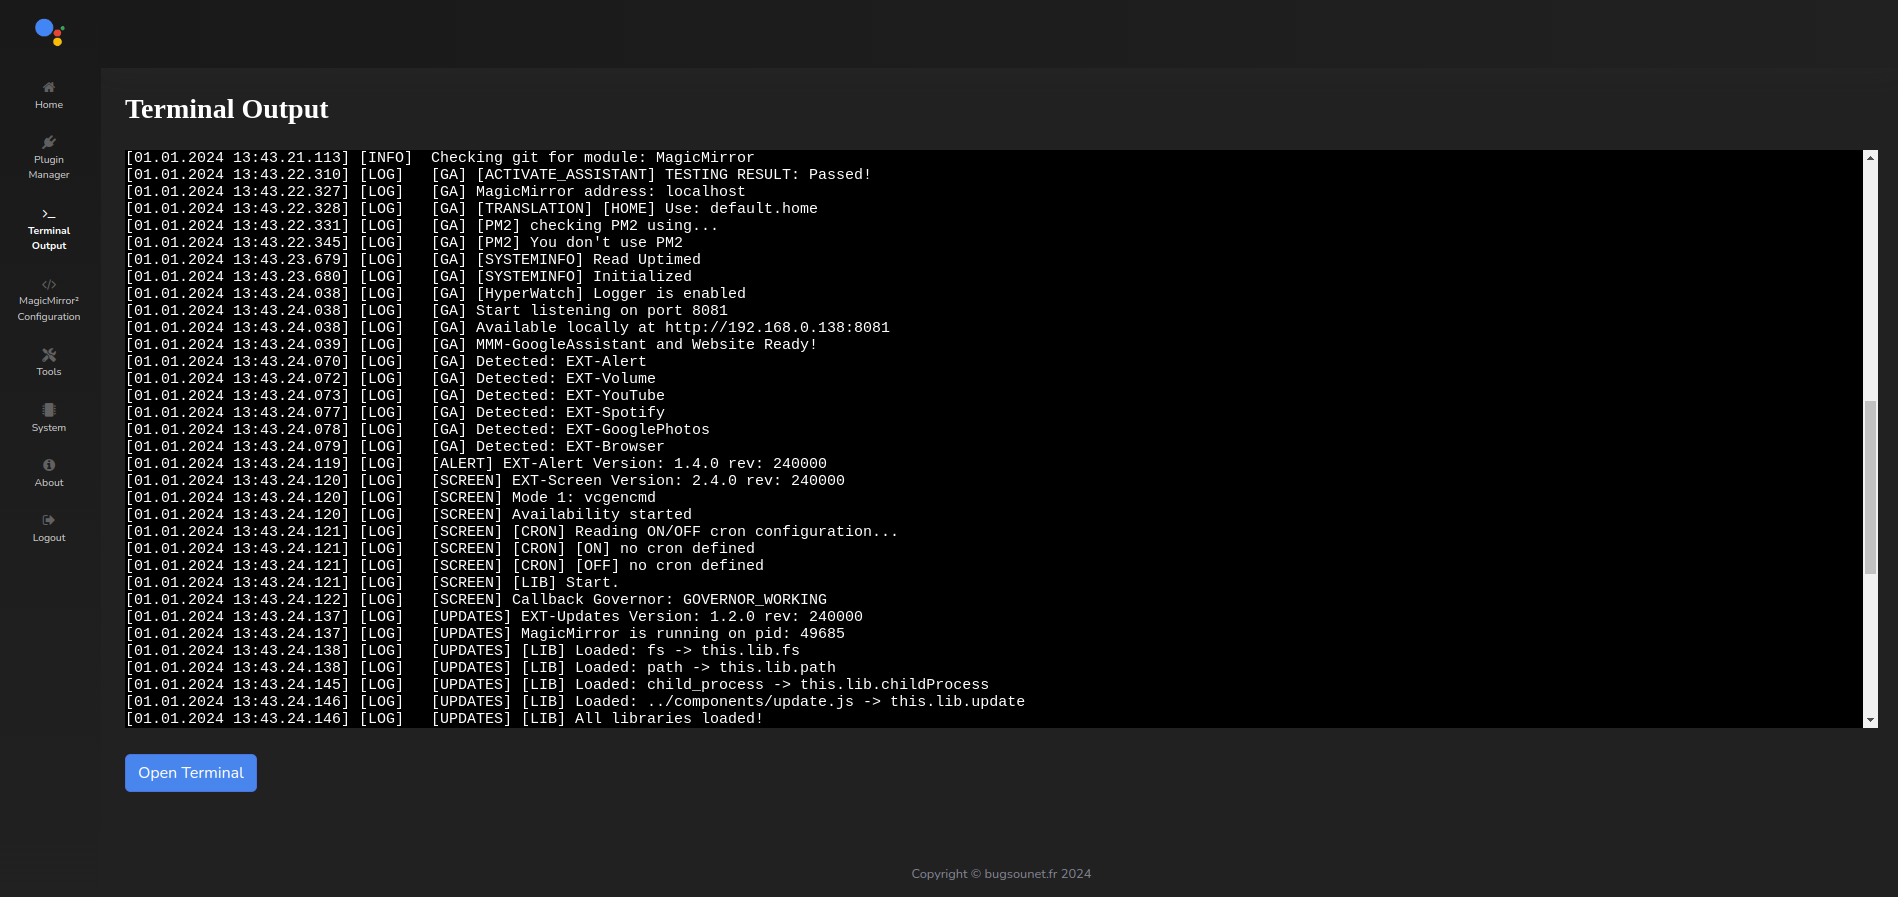 Home
Plugin
Manager
Terminal
Output
MagicMirror²
Configuration
Tools
System
About
Logout
Terminal Output
[01.01.2024 13:43.21.113] [INFO]  Checking git for module: MagicMirror
[01.01.2024 13:43.22.310] [LOG]   [GA] [ACTIVATE_ASSISTANT] TESTING RESULT: Passed!
[01.01.2024 13:43.22.327] [LOG]   [GA] MagicMirror address: localhost
[01.01.2024 13:43.22.328] [LOG]   [GA] [TRANSLATION] [HOME] Use: default.home
[01.01.2024 13:43.22.331] [LOG]   [GA] [PM2] checking PM2 using...
[01.01.2024 13:43.22.345] [LOG]   [GA] [PM2] You don't use PM2
[01.01.2024 13:43.23.679] [LOG]   [GA] [SYSTEMINFO] Read Uptimed
[01.01.2024 13:43.23.680] [LOG]   [GA] [SYSTEMINFO] Initialized
[01.01.2024 13:43.24.038] [LOG]   [GA] [HyperWatch] Logger is enabled
[01.01.2024 13:43.24.038] [LOG]   [GA] Start listening on port 8081
[01.01.2024 13:43.24.038] [LOG]   [GA] Available locally at http://192.168.0.138:8081
[01.01.2024 13:43.24.039] [LOG]   [GA] MMM-GoogleAssistant and Website Ready!
[01.01.2024 13:43.24.070] [LOG]   [GA] Detected: EXT-Alert
[01.01.2024 13:43.24.072] [LOG]   [GA] Detected: EXT-Volume
[01.01.2024 13:43.24.073] [LOG]   [GA] Detected: EXT-YouTube
[01.01.2024 13:43.24.077] [LOG]   [GA] Detected: EXT-Spotify
[01.01.2024 13:43.24.078] [LOG]   [GA] Detected: EXT-GooglePhotos
[01.01.2024 13:43.24.079] [LOG]   [GA] Detected: EXT-Browser
[01.01.2024 13:43.24.119] [LOG]   [ALERT] EXT-Alert Version: 1.4.0 rev: 240000
[01.01.2024 13:43.24.120] [LOG]   [SCREEN] EXT-Screen Version: 2.4.0 rev: 240000
[01.01.2024 13:43.24.120] [LOG]   [SCREEN] Mode 1: vcgencmd
[01.01.2024 13:43.24.120] [LOG]   [SCREEN] Availability started
[01.01.2024 13:43.24.121] [LOG]   [SCREEN] [CRON] Reading ON/OFF cron configuration...
[01.01.2024 13:43.24.121] [LOG]   [SCREEN] [CRON] [ON] no cron defined
[01.01.2024 13:43.24.121] [LOG]   [SCREEN] [CRON] [OFF] no cron defined
[01.01.2024 13:43.24.121] [LOG]   [SCREEN] [LIB] Start.
[01.01.2024 13:43.24.122] [LOG]   [SCREEN] Callback Governor: GOVERNOR_WORKING
[01.01.2024 13:43.24.137] [LOG]   [UPDATES] EXT-Updates Version: 1.2.0 rev: 240000
[01.01.2024 13:43.24.137] [LOG]   [UPDATES] MagicMirror is running on pid: 49685
[01.01.2024 13:43.24.138] [LOG]   [UPDATES] [LIB] Loaded: fs -> this.lib.fs
[01.01.2024 13:43.24.138] [LOG]   [UPDATES] [LIB] Loaded: path -> this.lib.path
[01.01.2024 13:43.24.145] [LOG]   [UPDATES] [LIB] Loaded: child_process -> this.lib.childProcess
[01.01.2024 13:43.24.146] [LOG]   [UPDATES] [LIB] Loaded: ../components/update.js -> this.lib.update
[01.01.2024 13:43.24.146] [LOG]   [UPDATES] [LIB] All libraries loaded!
Open Terminal
Copyright © bugsounet.fr 2024